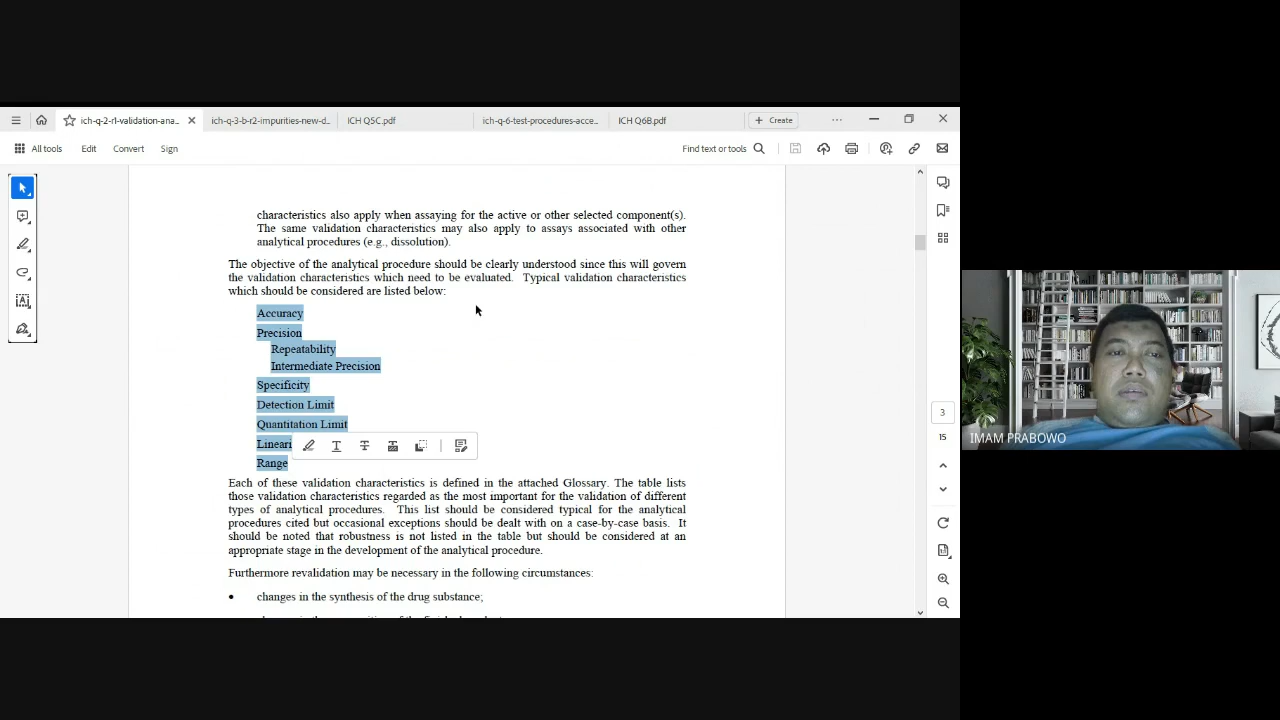 ich-q-2-r1-validation-ana...
ich-q-3-b-r2-impurities-new-d...
ICH Q5C.pdf
ich-q-6-test-procedures-acce...
ICH Q6B.pdf
Create
All tools
Edit
Convert
Sign
Find text or tools
characteristics also apply when assaying for the active or other selected component(s).
The same validation characteristics may also apply to assays associated with other
analytical procedures (e.g., dissolution).
The objective of the analytical procedure should be clearly understood since this will govern
the validation characteristics which need to be evaluated. Typical validation characteristics
which should be considered are listed below:
Accuracy
Precision
Repeatability
Intermediate Precision
Specificity
Detection Limit
Quantitation Limit
Lineari
Range
Each of these validation characteristics is defined in the attached Glossary. The table lists
those validation characteristics regarded as the most important for the validation of different
types of analytical procedures. This list should be considered typical for the analytical
procedures cited but occasional exceptions should be dealt with on a case-by-case basis. It
should be noted that robustness is not listed in the table but should be considered at an
appropriate stage in the development of the analytical procedure.
Furthermore revalidation may be necessary in the following circumstances:
• changes in the synthesis of the drug substance;
3
15
IMAM PRABOWO